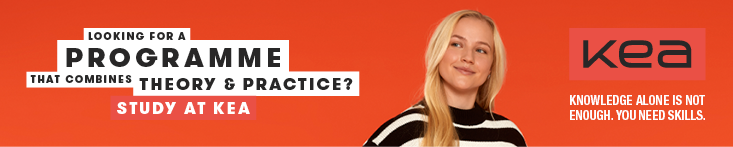 LOOKING FOR A
PROGRAMME
THAT COMBINES THEORY & PRACTICE?
STUDY AT KEA
kea
KNOWLEDGE ALONE IS NOT
ENOUGH. YOU NEED SKILLS.